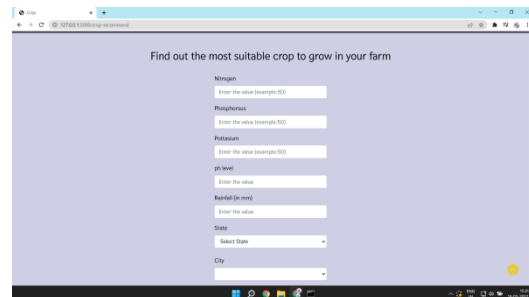 Crop
127.0.0.1:5000/crop-recommend
Find out the most suitable crop to grow in your farm
Nitrogen
Enter the value (example:50)
Phosphorous
Enter the value (example:50)
Pottasium
Enter the value (example:50)
ph level
Enter the value
Rainfall (in mm)
Enter the value
State
Select State
City
ENG